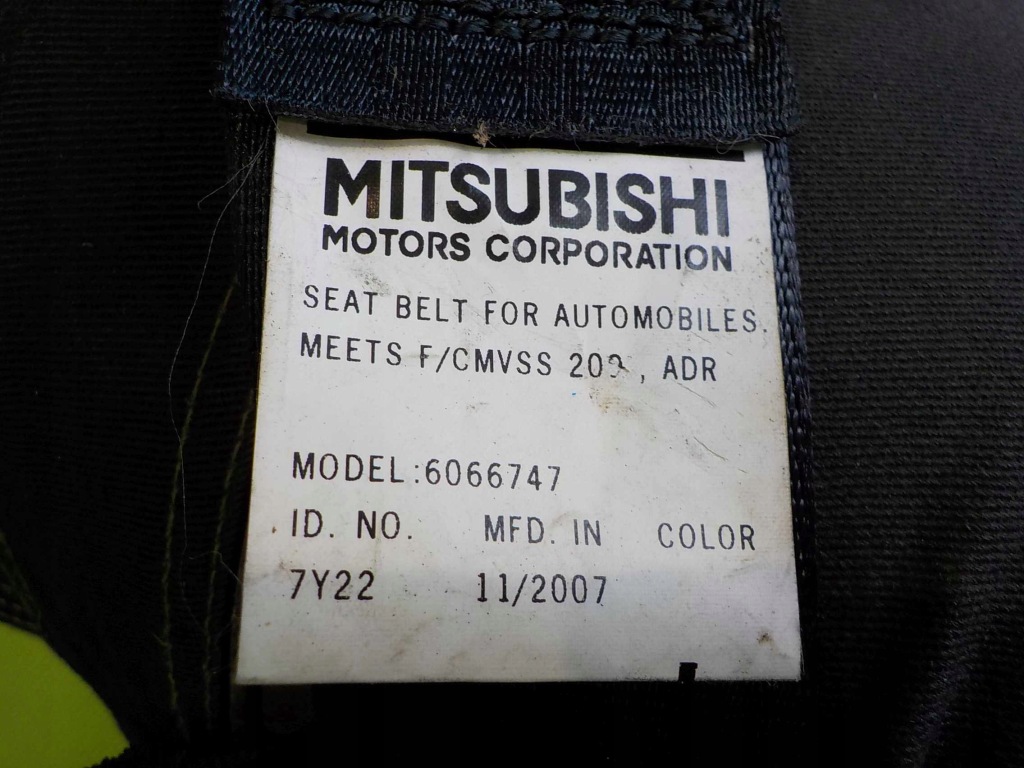 MITSUBISHI
MOTORS CORPORATION
SEAT BELT FOR AUTOMOBILES.
MEETS F/CMVSS , ADR
MODEL:6066747
ID. NO. MFD. IN COLOR
7Y22 11/2007